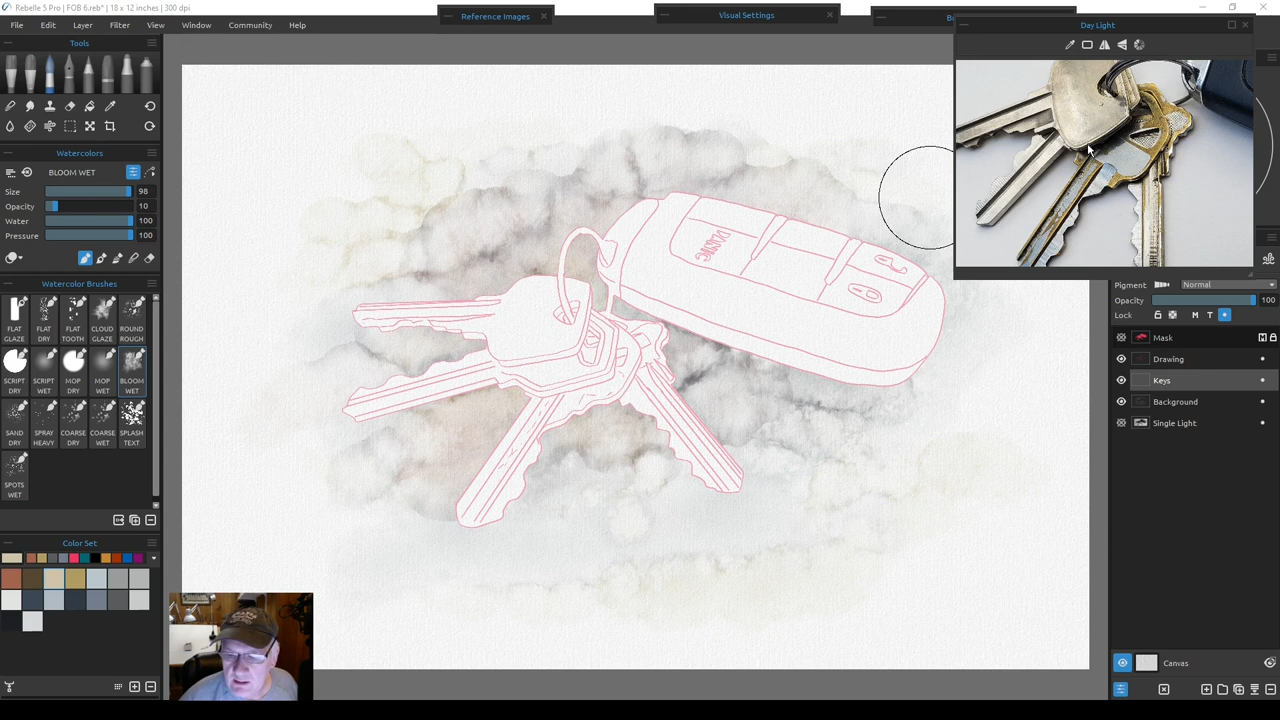 Rebelle 5 Pro | FOB 6.reb* | 18 x 12 inches | 300 dpi
File Edit Layer Filter View Window Community Help
Reference Images
Visual Settings
Day Light
Tools
Watercolors
BLOOM WET
Size 98
Opacity 10
Water 100
Pressure 100
Watercolor Brushes
FLAT GLAZE
FLAT DRY
FLAT TOOTH
CLOUD GLAZE
ROUND ROUGH
SCRIPT DRY
SCRIPT WET
MOP DRY
MOP WET
BLOOM WET
SAND DRY
SPRAY HEAVY
COARSE DRY
COARSE WET
SPLASH TEXT
SPOTS WET
Color Set
PANIC
Pigment Normal
Opacity 100
Lock M T
Mask M
Drawing
Keys
Background
Single Light
Canvas